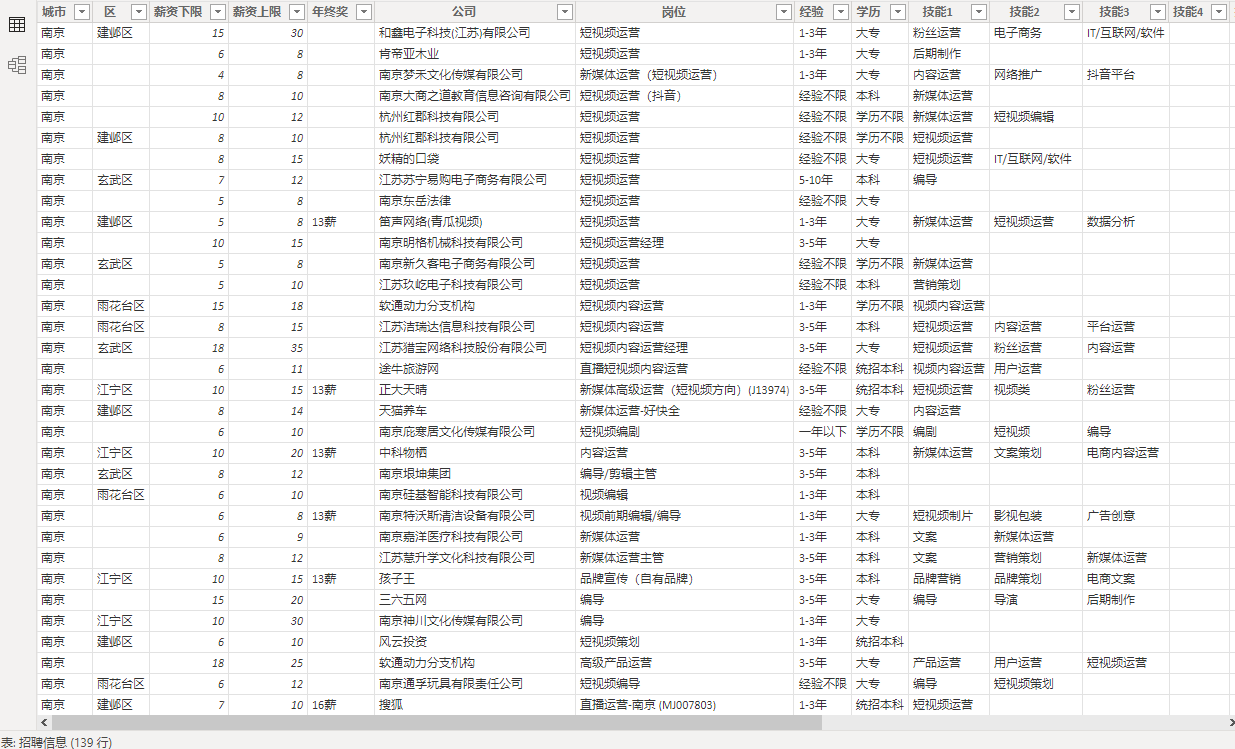 城市 区 薪资下限 薪资上限 年终奖 公司 岗位 经验 学历 技能1 技能2 技能3 技能4
南京 建邺区 15 30 和鑫电子科技(江苏)有限公司 短视频运营 1-3年 大专 粉丝运营 电子商务 IT/互联网/软件
南京 6 8 肯帝亚木业 短视频运营 1-3年 大专 后期制作
南京 4 8 南京梦禾文化传媒有限公司 新媒体运营（短视频运营） 1-3年 大专 内容运营 网络推广 抖音平台
南京 8 10 南京大商之道教育信息咨询有限公司 短视频运营（抖音） 经验不限 本科 新媒体运营
南京 10 12 杭州红郡科技有限公司 短视频运营 经验不限 学历不限 新媒体运营 短视频编辑
南京 建邺区 8 10 杭州红郡科技有限公司 短视频运营 经验不限 学历不限 短视频运营
南京 8 15 妖精的口袋 短视频运营 经验不限 大专 短视频运营 IT/互联网/软件
南京 玄武区 7 12 江苏苏宁易购电子商务有限公司 短视频运营 5-10年 本科 编导
南京 5 8 南京东岳法律 短视频运营 经验不限 大专
南京 建邺区 5 8 13薪 笛声网络(青瓜视频) 短视频运营 1-3年 大专 新媒体运营 短视频运营 数据分析
南京 10 15 南京明格机械科技有限公司 短视频运营经理 3-5年 大专
南京 玄武区 5 8 南京新久客电子商务有限公司 短视频运营 经验不限 学历不限 新媒体运营
南京 5 10 江苏玖屹电子科技有限公司 短视频运营 经验不限 本科 营销策划
南京 雨花台区 15 18 软通动力分支机构 短视频内容运营 1-3年 学历不限 视频内容运营
南京 雨花台区 8 15 江苏洁瑞达信息科技有限公司 短视频内容运营 3-5年 本科 短视频运营 内容运营 平台运营
南京 玄武区 18 35 江苏猎宝网络科技股份有限公司 短视频内容运营经理 3-5年 大专 短视频运营 粉丝运营 内容运营
南京 6 11 途牛旅游网 直播短视频内容运营 经验不限 统招本科 视频内容运营 用户运营
南京 江宁区 10 15 13薪 正大天晴 新媒体高级运营（短视频方向）(J13974) 3-5年 统招本科 短视频运营 视频类 粉丝运营
南京 建邺区 8 14 天猫养车 新媒体运营-好快全 经验不限 大专 内容运营
南京 6 10 南京庇寒居文化传媒有限公司 短视频编剧 一年以下 学历不限 编剧 短视频 编导
南京 江宁区 10 20 13薪 中科物栖 内容运营 3-5年 本科 新媒体运营 文案策划 电商内容运营
南京 玄武区 8 12 南京垠坤集团 编导/剪辑主管 3-5年 本科
南京 雨花台区 6 10 南京硅基智能科技有限公司 视频编辑 1-3年 本科
南京 6 8 13薪 南京特沃斯清洁设备有限公司 视频前期编辑/编导 1-3年 大专 短视频制片 影视包装 广告创意
南京 6 9 南京嘉洋医疗科技有限公司 新媒体运营 1-3年 本科 文案 新媒体运营
南京 8 12 江苏慧升学文化科技有限公司 新媒体运营主管 3-5年 本科 文案 营销策划 新媒体运营
南京 江宁区 10 15 13薪 孩子王 品牌宣传（自有品牌） 3-5年 本科 品牌营销 品牌策划 电商文案
南京 15 20 三六五网 编导 3-5年 大专 编导 导演 后期制作
南京 江宁区 10 30 南京神川文化传媒有限公司 编导 1-3年 大专
南京 建邺区 6 10 风云投资 短视频策划 1-3年 统招本科
南京 18 25 软通动力分支机构 高级产品运营 3-5年 大专 产品运营 用户运营 短视频运营
南京 雨花台区 6 12 南京通孚玩具有限责任公司 短视频编导 经验不限 大专 编导 短视频策划
南京 建邺区 7 10 16薪 搜狐 直播运营-南京 (MJ007803) 1-3年 统招本科 短视频运营
表: 招聘信息 (139 行)